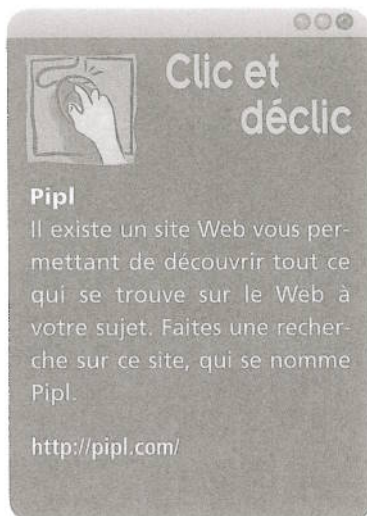 Clic et
déclic
Pipl
Il existe un site Web vous per-
mettant de découvrir tout ce
qui se trouve sur le Web à
votre sujet. Faites une recher-
che sur ce site, qui se nomme
Pipl.
http://pipl.com/